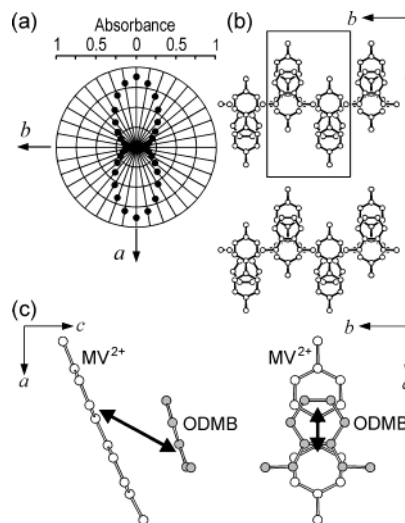 (a) Absorbance (b) b
1 0.5 0 0.5 1
b
a
(c)
c b
MV2+ MV2+
a
ODMB ODMB